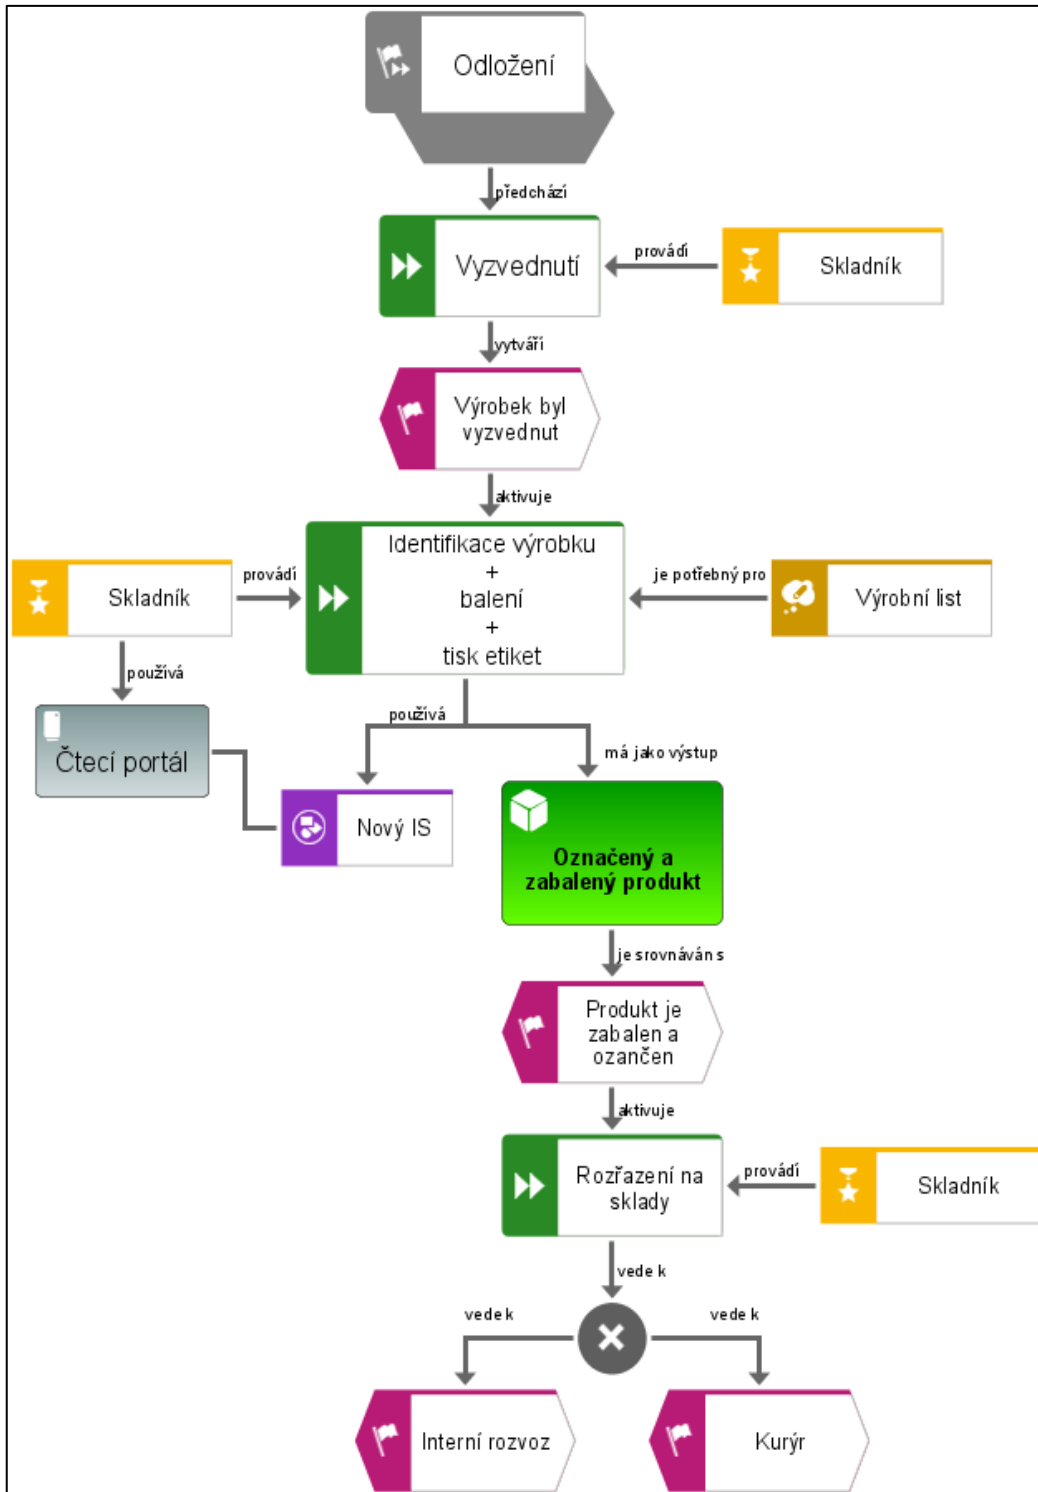 Odložení
předchází
Vyzvednutí
provádí
Skladník
vytváří
Výrobek byl
vyzvednut
aktivuje
Skladník
provádí
Identifikace výrobku
+
balení
+
tisk etiket
je potřebný pro
Výrobní list
používá
používá
má jako výstup
Čtecí portál
Nový IS
Označený a
zabalený produkt
je srovnáván s
Produkt je
zabalen a
ozančen
aktivuje
Rozřazení na
sklady
provádí
Skladník
vede k
vede k
vede k
Interní rozvoz
Kurýr